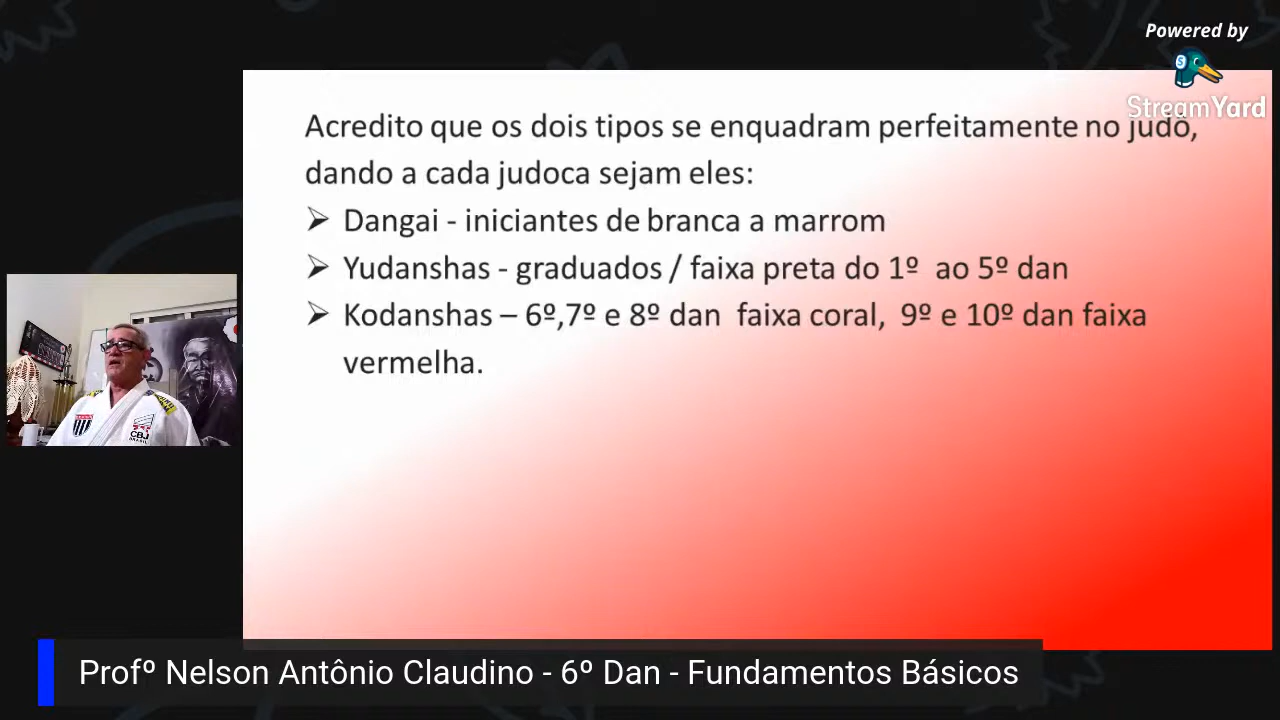 Powered by
StreamYard
Acredito que os dois tipos se enquadram perfeitamente no judô,
dando a cada judoca sejam eles:
➢ Dangai - iniciantes de branca a marrom
➢ Yudanshas - graduados / faixa preta do 1º ao 5º dan
➢ Kodanshas – 6º,7º e 8º dan faixa coral, 9º e 10º dan faixa
vermelha.
CBJ
Profº Nelson Antônio Claudino - 6º Dan - Fundamentos Básicos